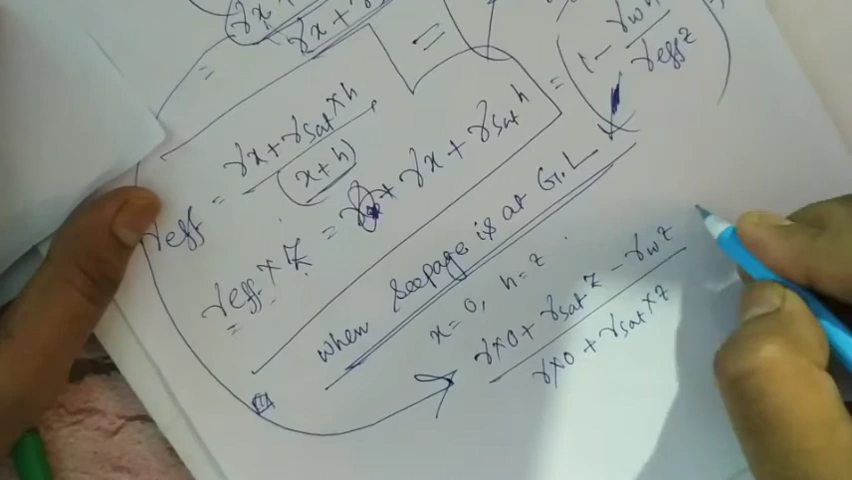 γx + γsat × h
γeff = ———
(x + h)
γeff × z = + γx + γsat h
= (1 - γw h / γeff z)
When Seepage is at G.L
x = 0, h = z.
γ×0 + γsat z - γw z
γ×0 + γsat × z